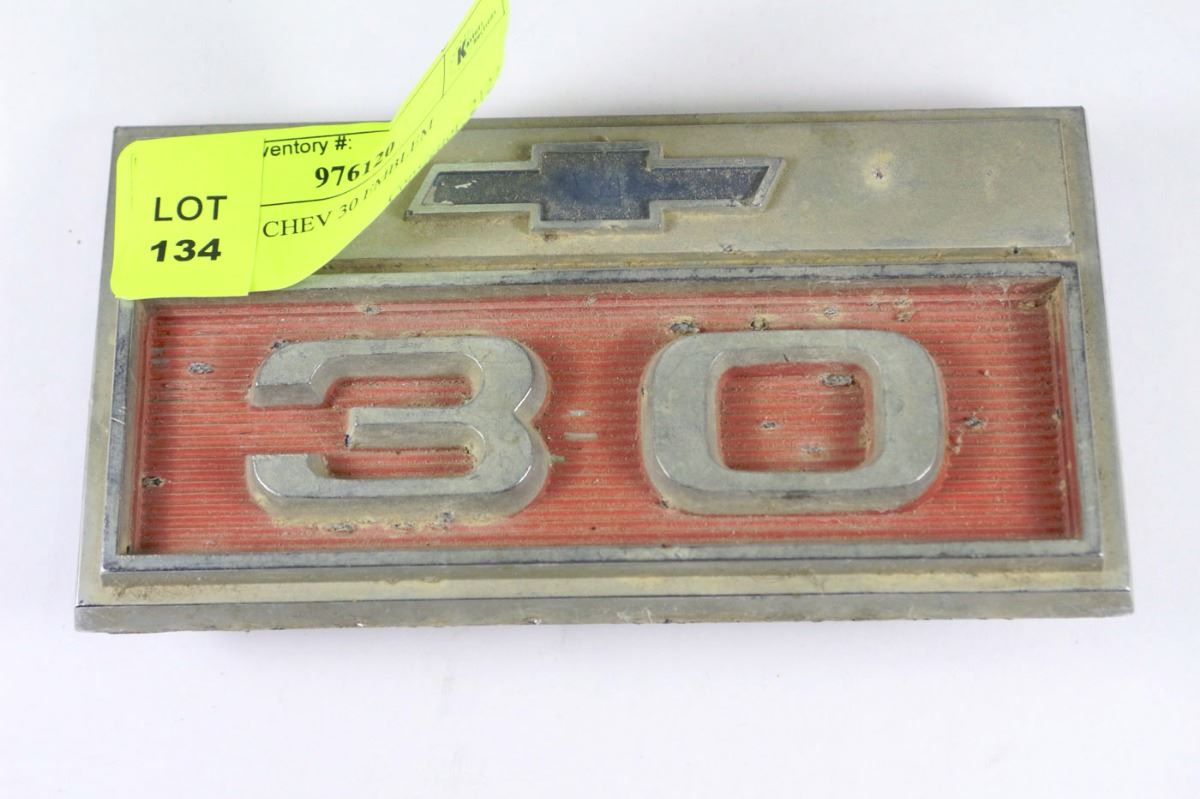 ventory #:
976120
CHEV 30 EMBLEM
LOT
134
30